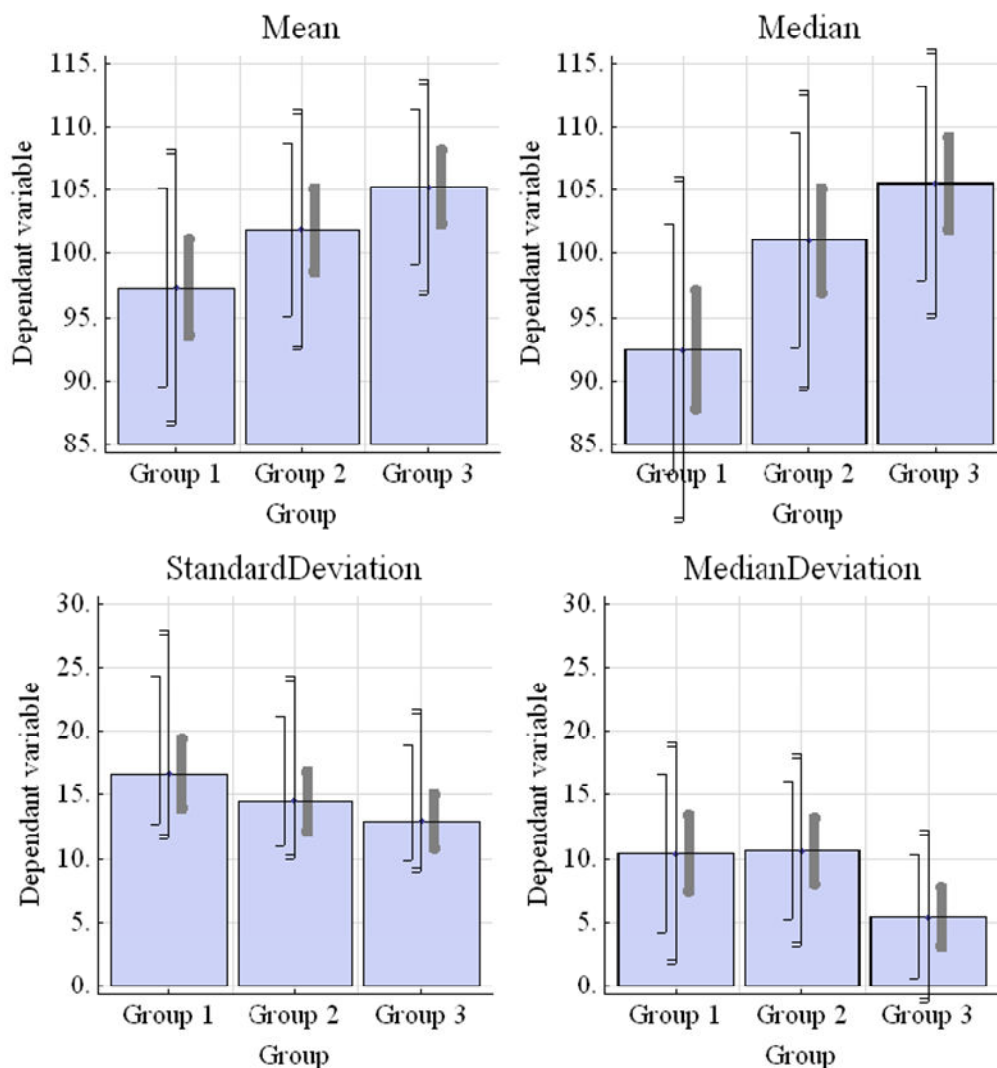 Mean
115.
110.
105.
100.
95.
90.
85.
Dependant variable
Group 1 Group 2 Group 3
Group
Median
115.
110.
105.
100.
95.
90.
85.
Dependant variable
Group 1 Group 2 Group 3
Group
StandardDeviation
30.
25.
20.
15.
10.
5.
0.
Dependant variable
Group 1 Group 2 Group 3
Group
MedianDeviation
30.
25.
20.
15.
10.
5.
0.
Dependant variable
Group 1 Group 2 Group 3
Group